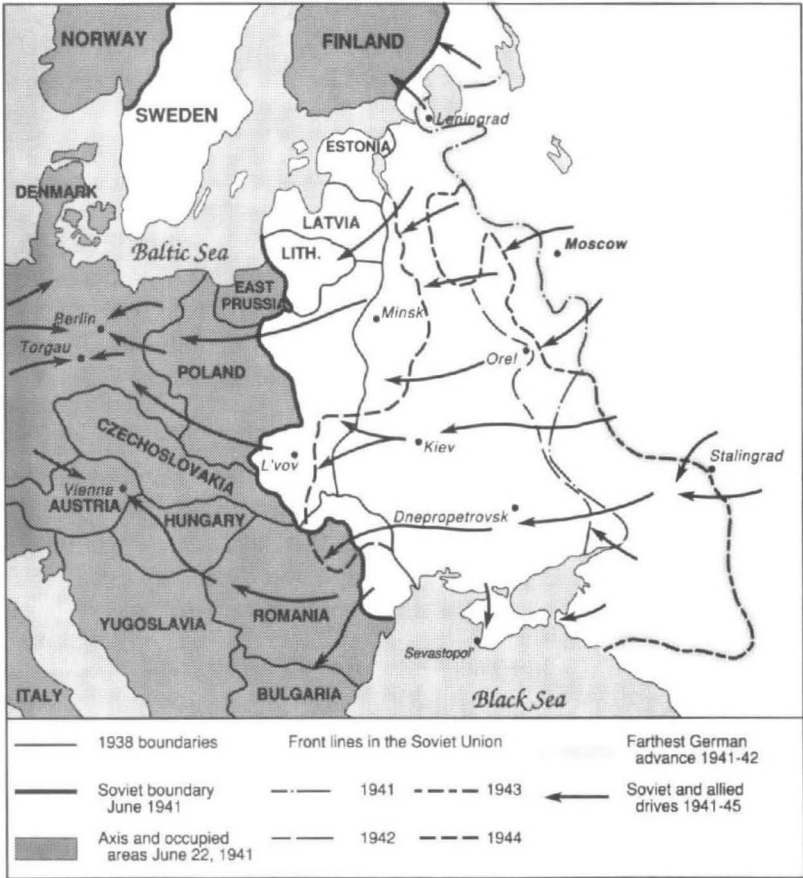 NORWAY
FINLAND
SWEDEN
Leningrad
ESTONIA
DENMARK
LATVIA
Baltic Sea
LITH.
Moscow
EAST
PRUSSIA
Berlin
Minsk
Torgau
Orel
POLAND
CZECHOSLOVAKIA
Kiev
L'vov
Stalingrad
Vienna
AUSTRIA
HUNGARY
Dnepropetrovsk
YUGOSLAVIA
ROMANIA
Sevastopol'
ITALY
BULGARIA
Black Sea
1938 boundaries
Soviet boundary
June 1941
Axis and occupied
areas June 22, 1941
Front lines in the Soviet Union
1941
1943
1942
1944
Farthest German
advance 1941-42
Soviet and allied
drives 1941-45